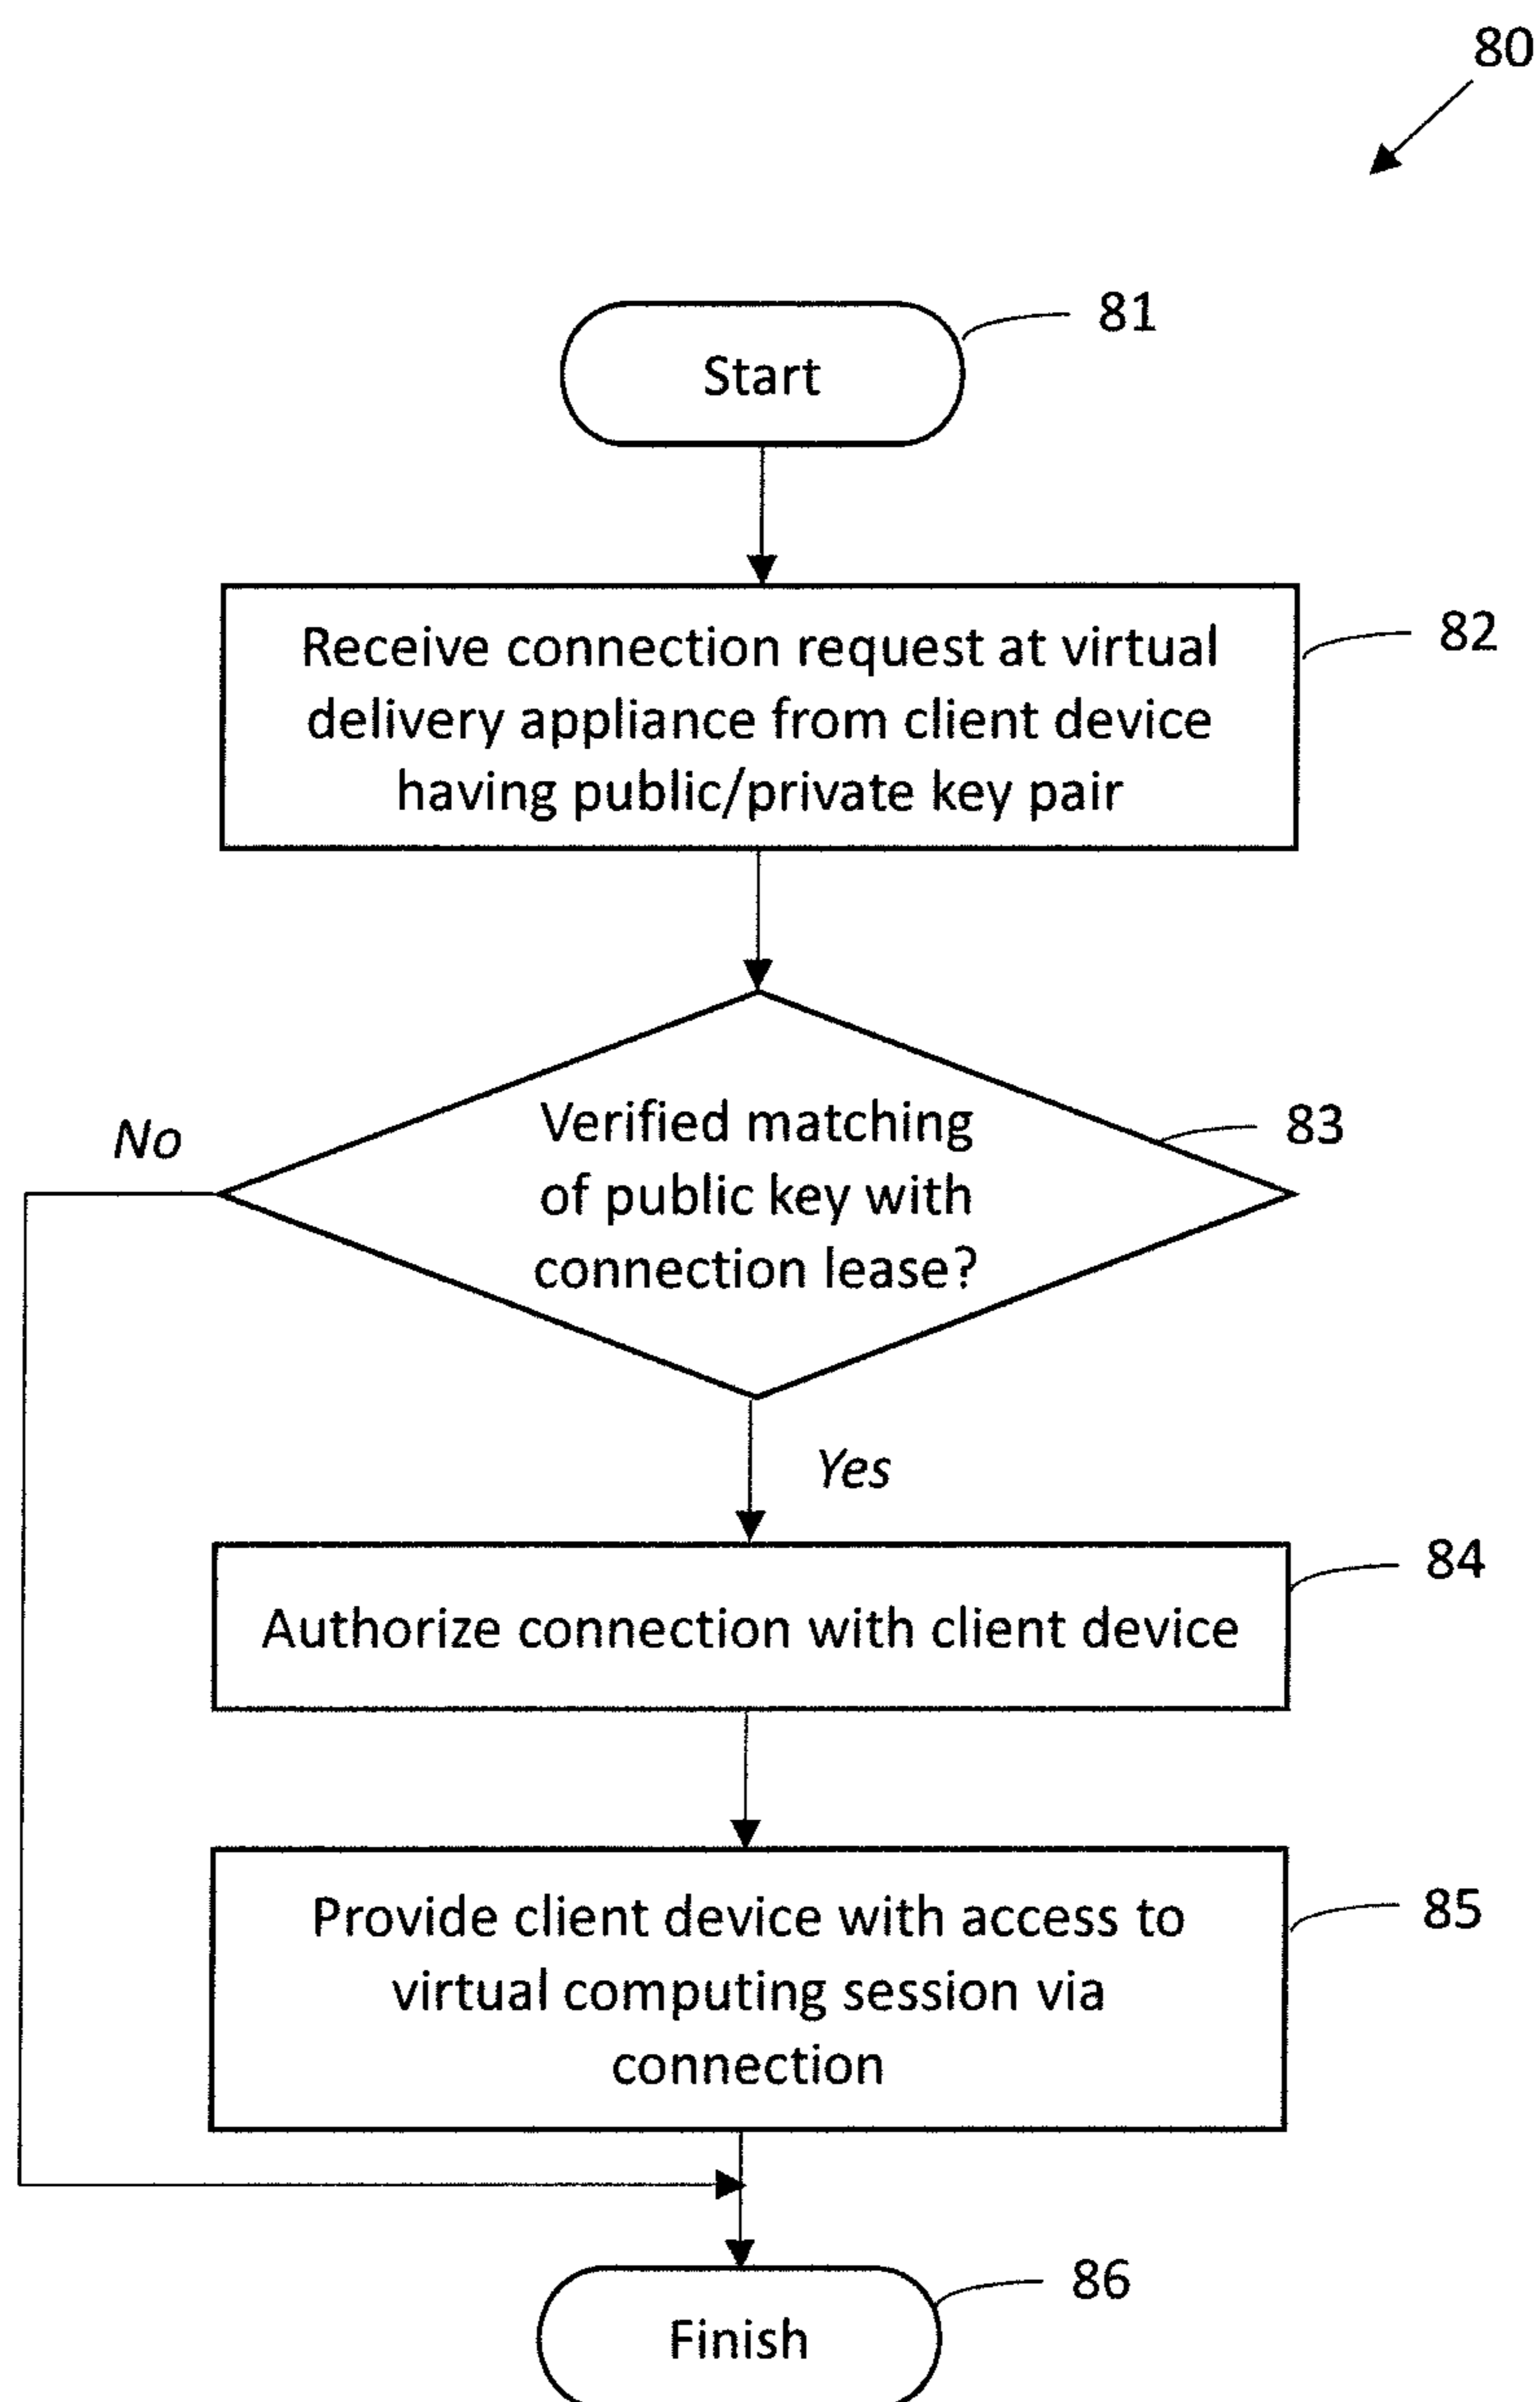 80
81
Start
82
Receive connection request at virtual
delivery appliance from client device
having public/private key pair
83
No
Verified matching
of public key with
connection lease?
Yes
84
Authorize connection with client device
85
Provide client device with access to
virtual computing session via
connection
86
Finish